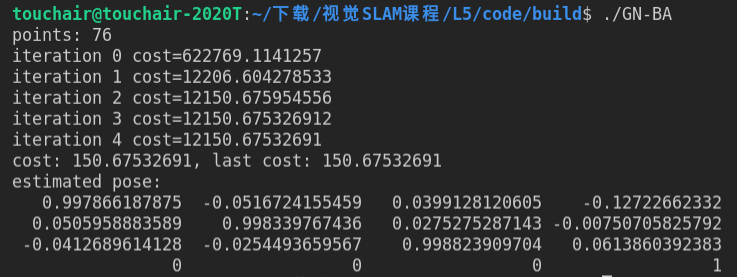 touchair@touchair-2020T:~/下载/视觉SLAM课程/L5/code/build$ ./GN-BA
points: 76
iteration 0 cost=622769.1141257
iteration 1 cost=12206.604278533
iteration 2 cost=12150.675954556
iteration 3 cost=12150.675326912
iteration 4 cost=12150.67532691
cost: 150.67532691, last cost: 150.67532691
estimated pose:
0.997866187875 -0.0516724155459 0.0399128120605 -0.12722662332
0.0505958883589 0.998339767436 0.0275275287143 -0.00750705825792
-0.0412689614128 -0.0254493659567 0.998823909704 0.0613860392383
0 0 0 1